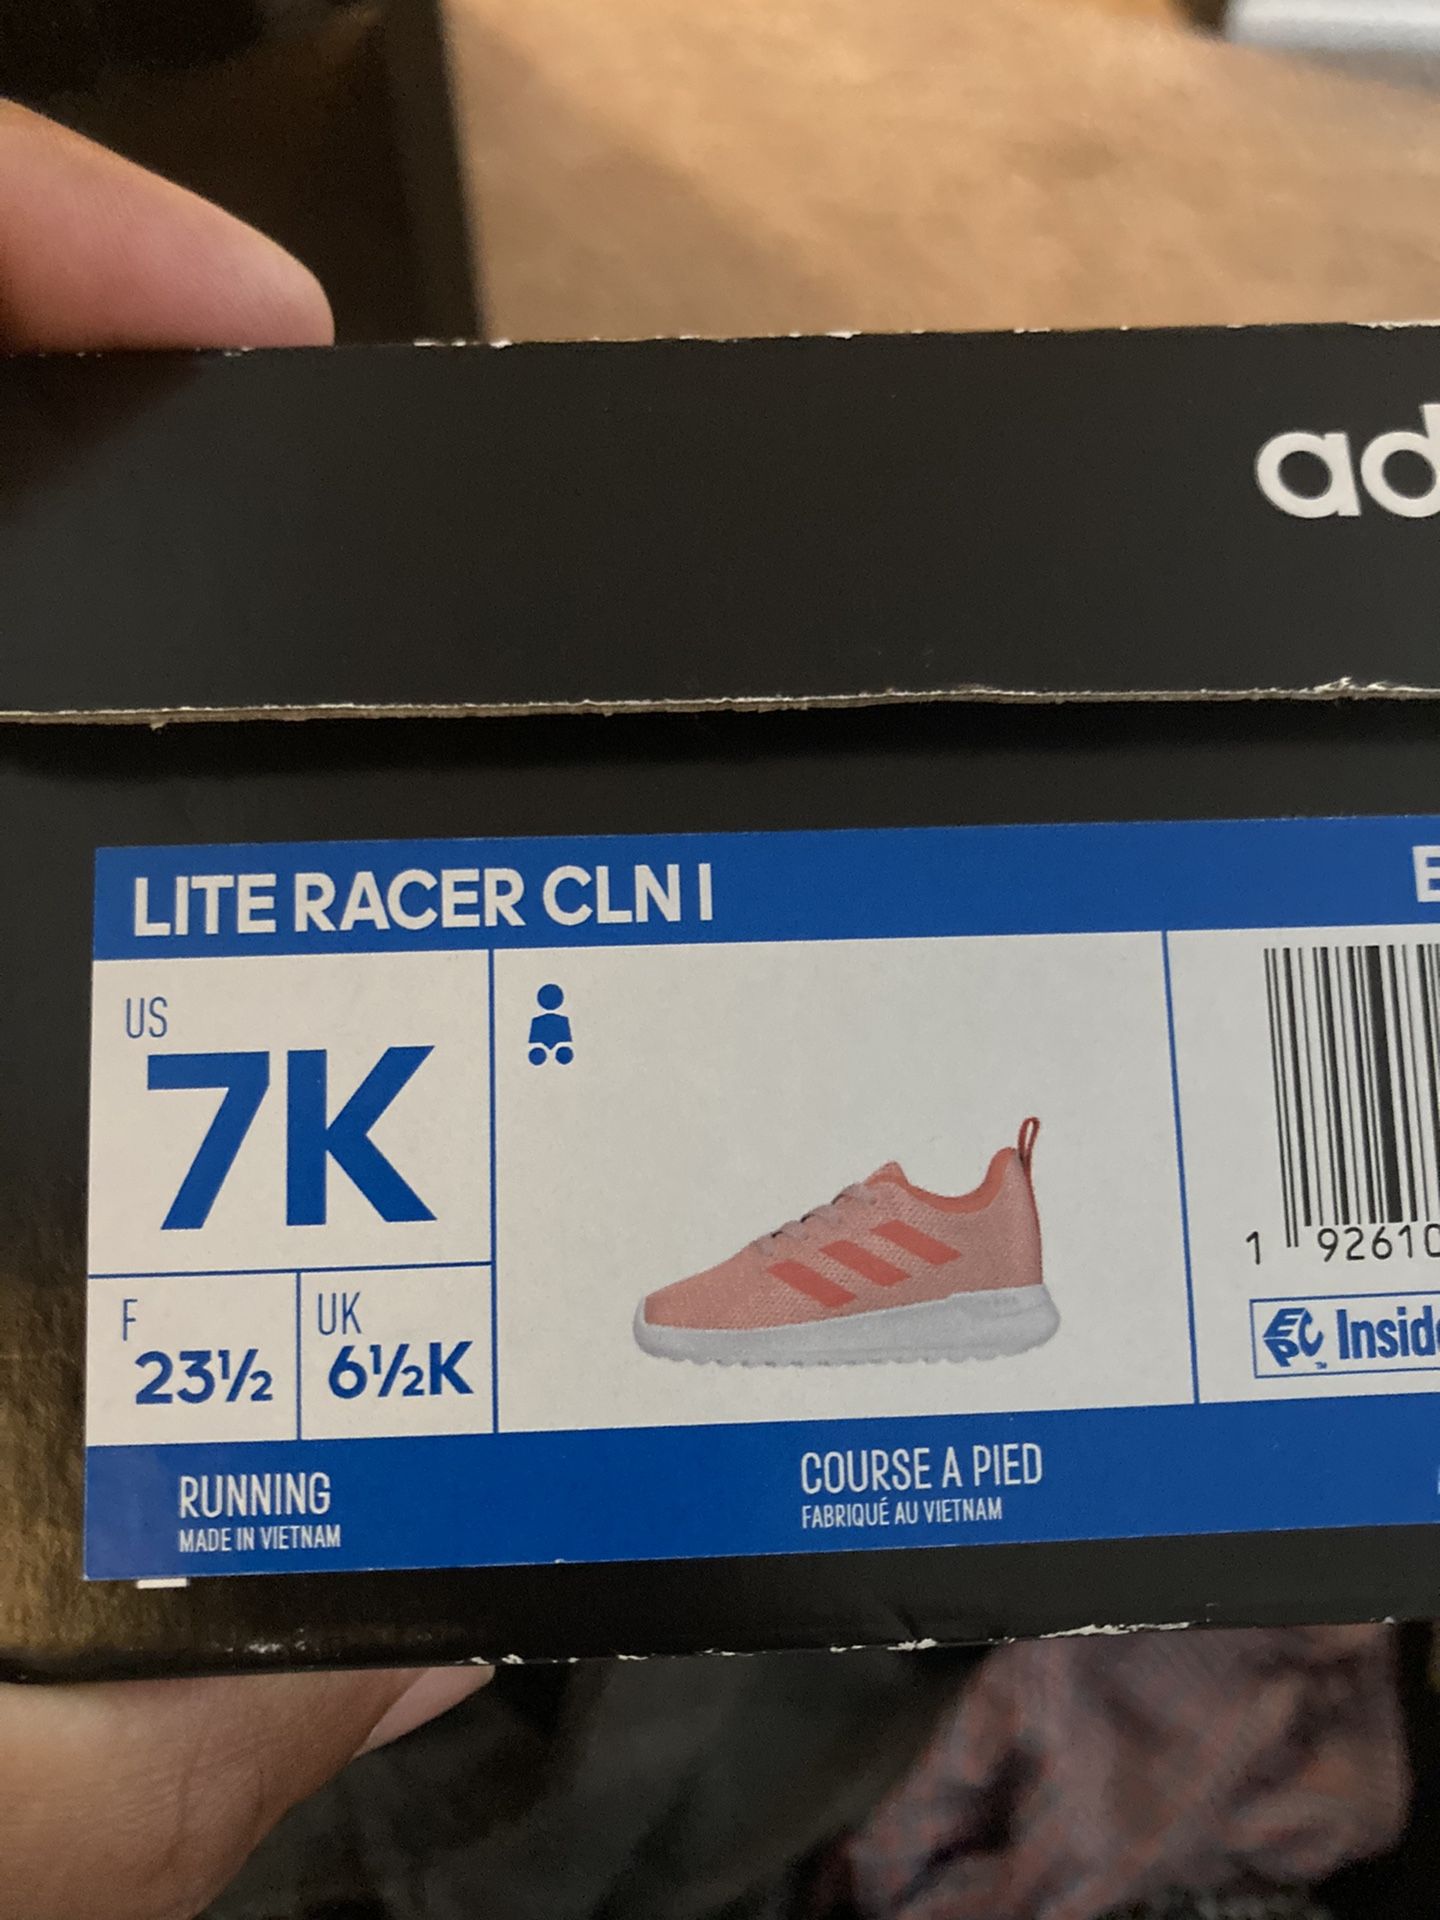 ad
LITE RACER CLN I
US
7K
F
23½
UK
6½K
1 92610
Inside
RUNNING
MADE IN VIETNAM
COURSE A PIED
FABRIQUÉ AU VIETNAM